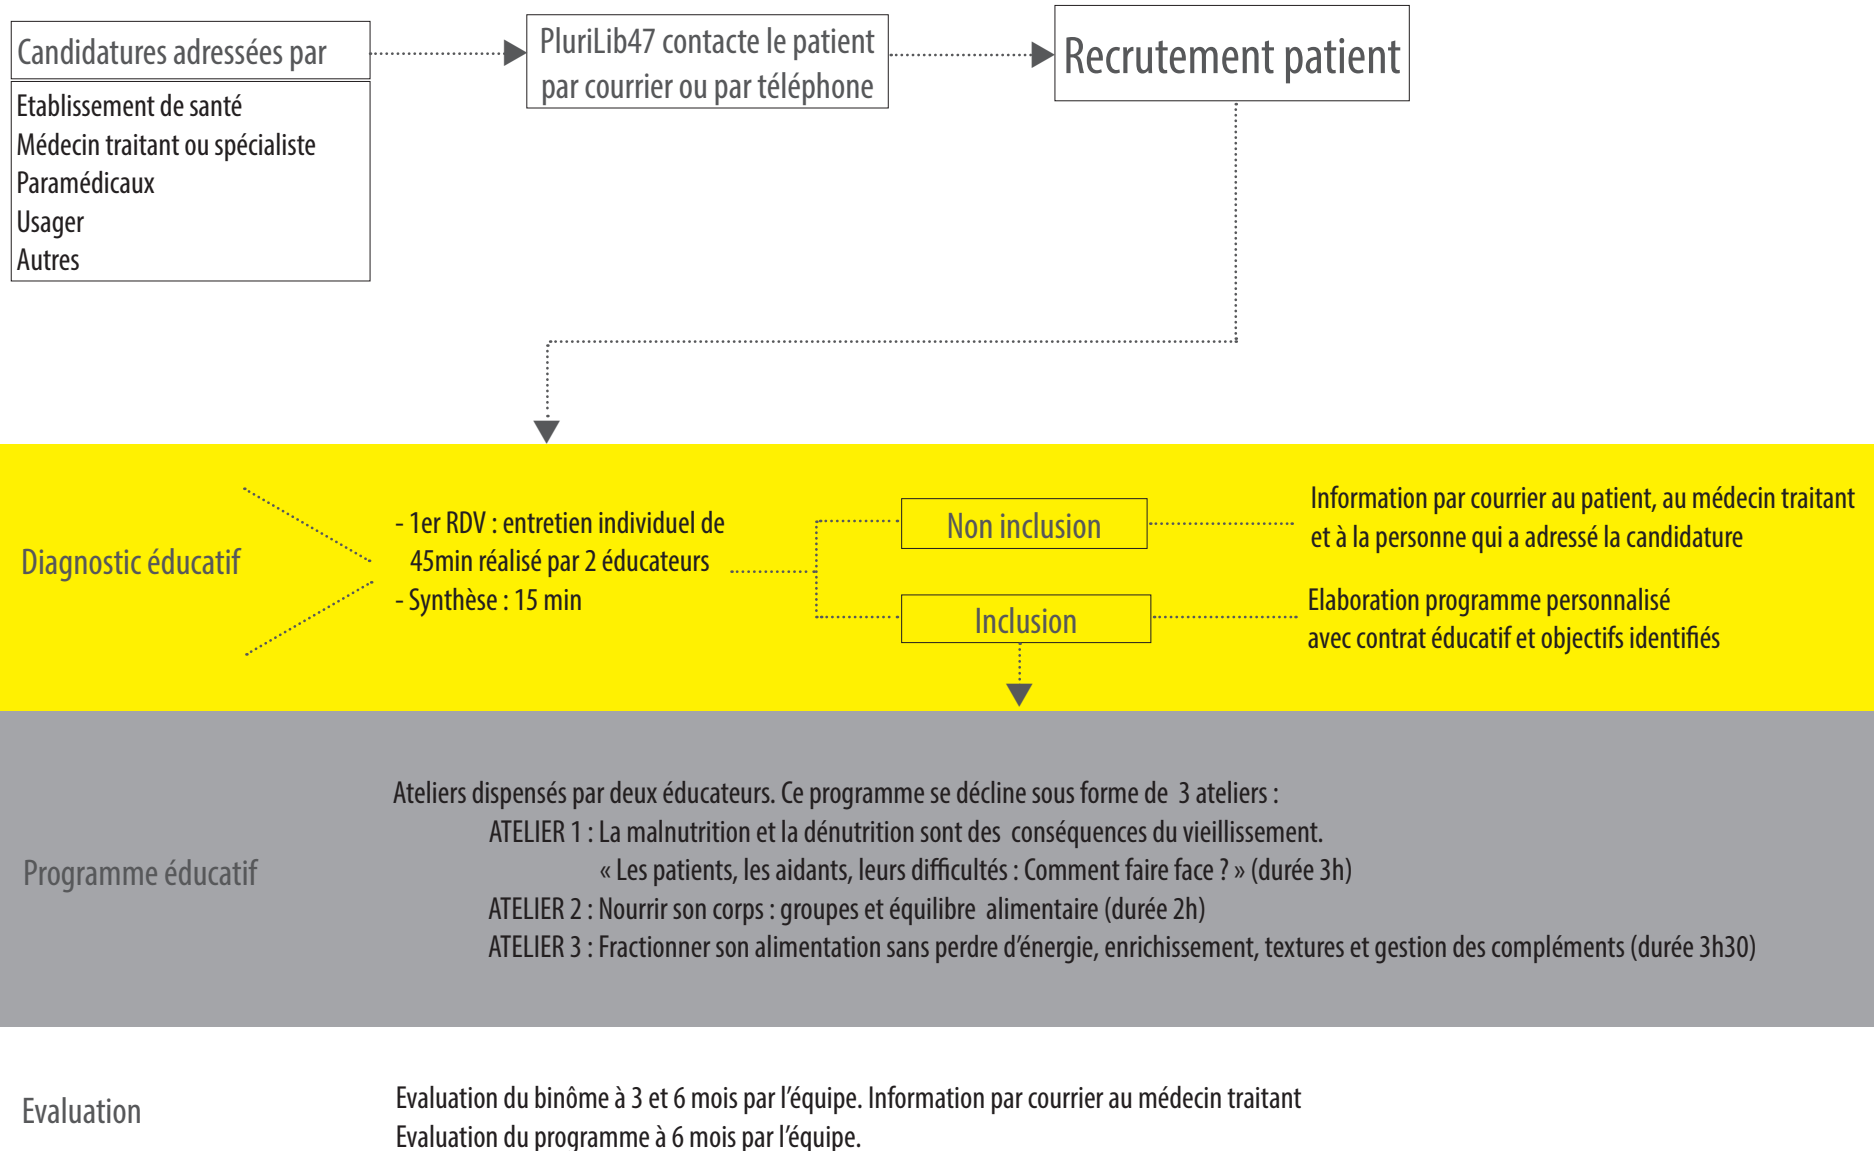 Candidatures adressées par
Etablissement de santé
Médecin traitant ou spécialiste
Paramédicaux
Usager
Autres
PluriLib47 contacte le patient
par courrier ou par téléphone
Recrutement patient
Diagnostic éducatif
- 1er RDV : entretien individuel de
45min réalisé par 2 éducateurs
- Synthèse : 15 min
Non inclusion
Information par courrier au patient, au médecin traitant
et à la personne qui a adressé la candidature
Inclusion
Elaboration programme personnalisé
avec contrat éducatif et objectifs identifiés
Programme éducatif
Ateliers dispensés par deux éducateurs. Ce programme se décline sous forme de 3 ateliers :
ATELIER 1 : La malnutrition et la dénutrition sont des conséquences du vieillissement.
« Les patients, les aidants, leurs difficultés : Comment faire face ? » (durée 3h)
ATELIER 2 : Nourrir son corps : groupes et équilibre alimentaire (durée 2h)
ATELIER 3 : Fractionner son alimentation sans perdre d’énergie, enrichissement, textures et gestion des compléments (durée 3h30)
Evaluation
Evaluation du binôme à 3 et 6 mois par l’équipe. Information par courrier au médecin traitant
Evaluation du programme à 6 mois par l’équipe.